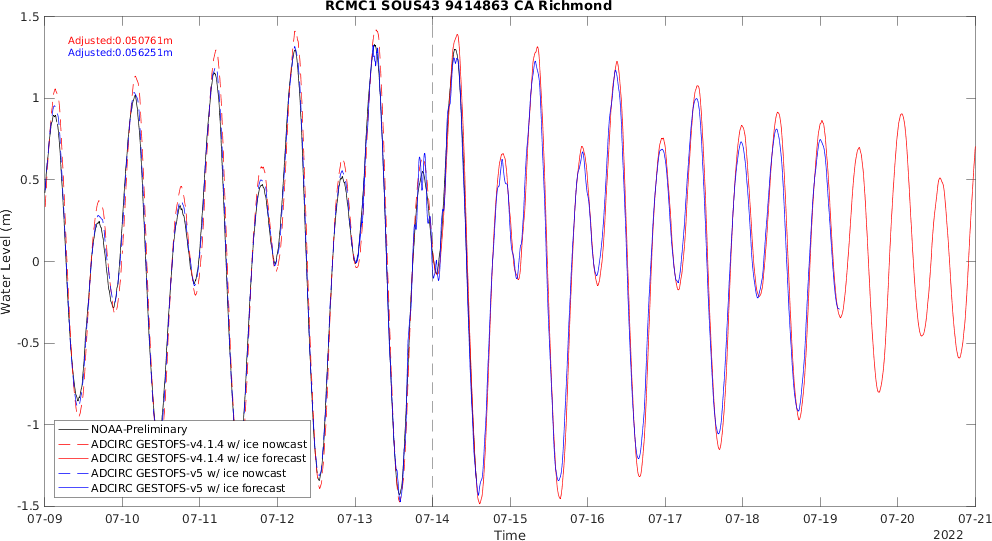 RCMC1 SOUS43 9414863 CA Richmond
Adjusted:0.050761m
Adjusted:0.056251m
1.5
1
0.5
0
-0.5
-1
-1.5
Water Level (m)
NOAA-Preliminary
ADCIRC GESTOFS-v4.1.4 w/ ice nowcast
ADCIRC GESTOFS-v4.1.4 w/ ice forecast
ADCIRC GESTOFS-v5 w/ ice nowcast
ADCIRC GESTOFS-v5 w/ ice forecast
07-09 07-10 07-11 07-12 07-13 07-14 07-15 07-16 07-17 07-18 07-19 07-20 07-21
Time
2022